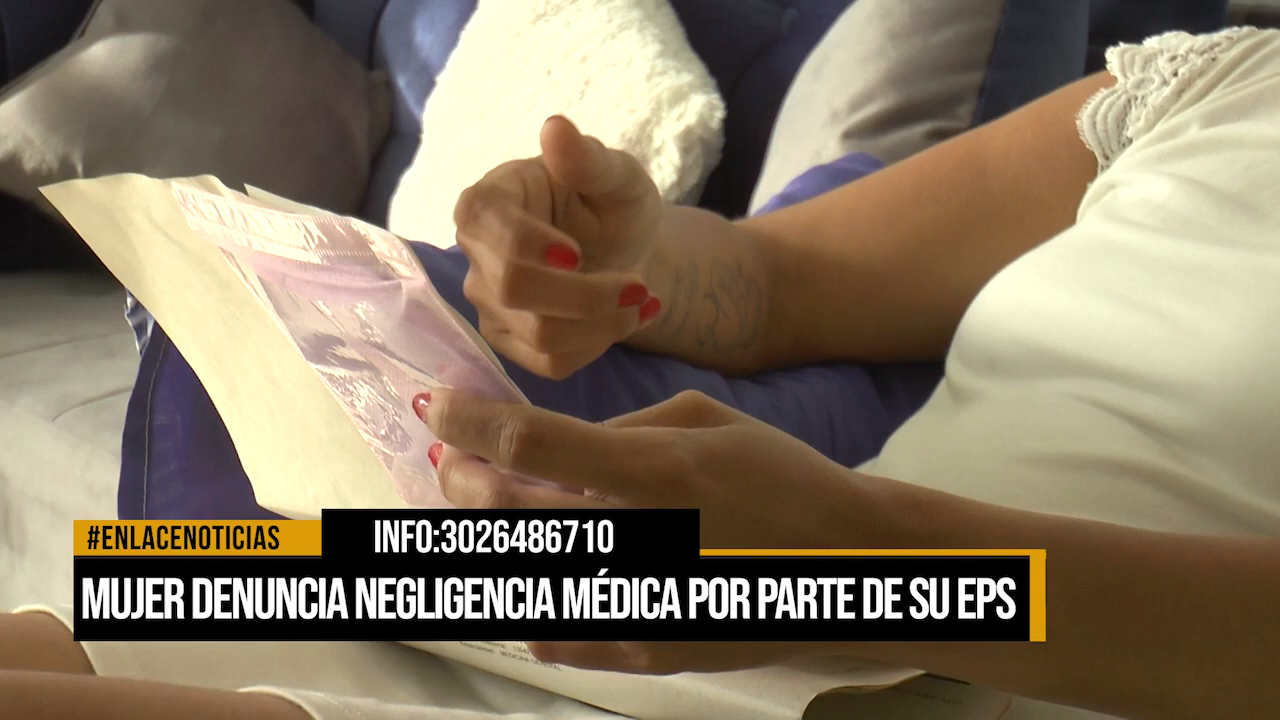 #ENLACENOTICIAS
INFO:3026486710
MUJER DENUNCIA NEGLIGENCIA MÉDICA POR PARTE DE SU EPS